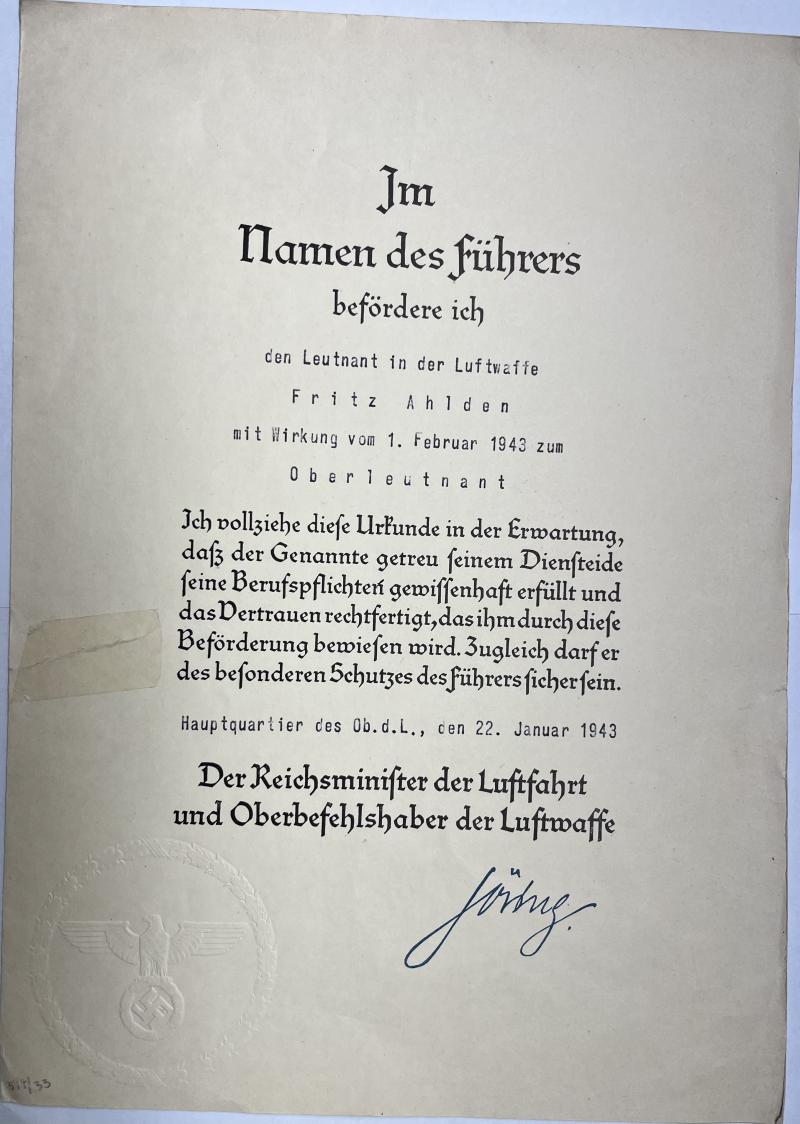 Im
Namen des Führers
befördere ich
den Leutnant in der Luftwaffe
Fritz Ahlden
mit Wirkung vom 1. Februar 1943 zum
Oberleutnant
Ich vollziehe dieſe Urkunde in der Erwartung,
daß der Genannte getreu ſeinem Dienſteide
ſeine Berufspflichten gewiſſenhaft erfüllt und
das Vertrauen rechtfertigt, das ihm durch dieſe
Beförderung bewieſen wird. Zugleich darf er
des beſonderen Schutzes des Führers ſicher ſein.
Hauptquartier des Ob.d.L., den 22. Januar 1943
Der Reichsminiſter der Luftfahrt
und Oberbefehlshaber der Luftwaffe
Göring.